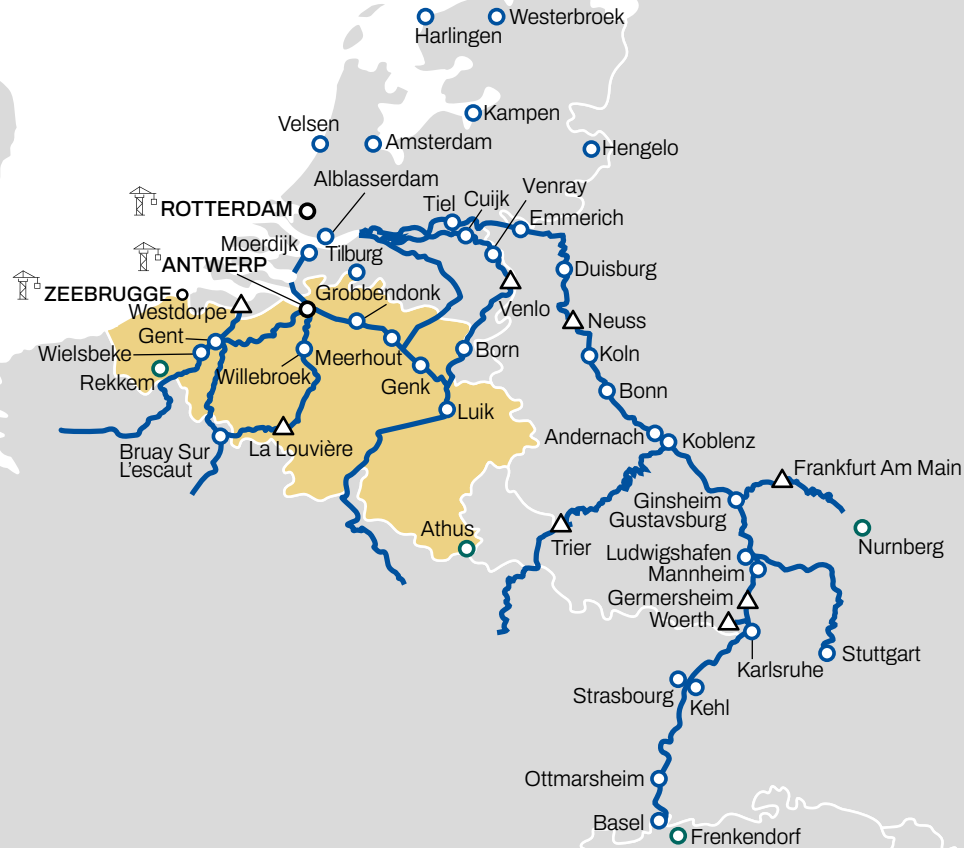 Westerbroek
Harlingen
Kampen
Velsen
Amsterdam
Hengelo
Alblasserdam
Venray
Cuijk
Tiel
ROTTERDAM
Emmerich
Moerdijk
Tilburg
ANTWERP
Duisburg
ZEEBRUGGE
Grobbendonk
Westdorpe
Venlo
Neuss
Gent
Wielsbeke
Meerhout
Born
Koln
Rekkem
Willebroek
Genk
Bonn
Luik
Andernach
Koblenz
Bruay Sur
L'escaut
La Louvière
Frankfurt Am Main
Ginsheim
Gustavsburg
Athus
Trier
Nurnberg
Ludwigshafen
Mannheim
Germersheim
Woerth
Stuttgart
Karlsruhe
Strasbourg
Kehl
Ottmarsheim
Basel
Frenkendorf